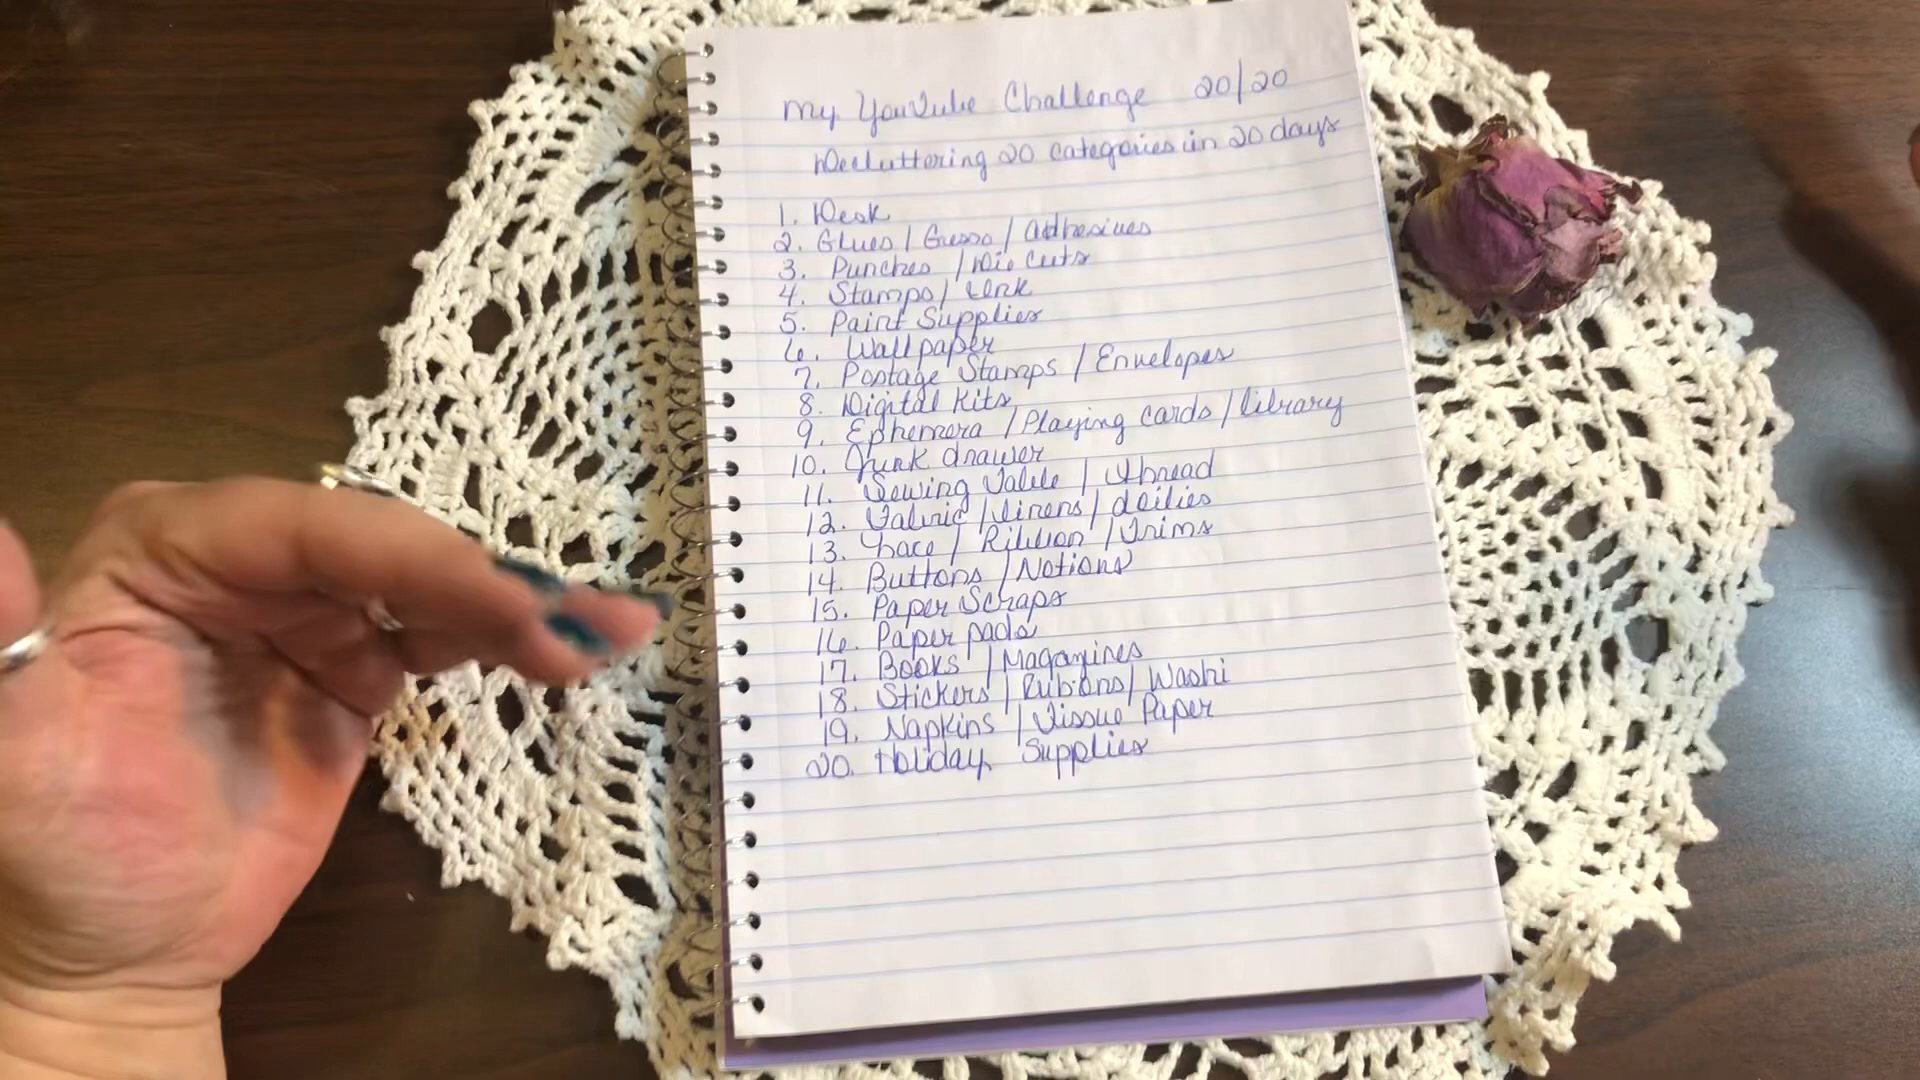 My YouTube Challenge 20/20
Decluttering 20 categories in 20 days
1. Desk
2. Glues / Gesso / Adhesives
3. Punches / Die Cuts
4. Stamps / Ink
5. Paint Supplies
6. Wallpaper
7. Postage Stamps / Envelopes
8. Digital Kits
9. Ephemera / Playing cards / library
10. Junk drawer
11. Sewing Table / Thread
12. Fabric / Linens / doilies
13. Lace / Ribbon / Trims
14. Buttons / Notions
15. Paper Scraps
16. Paper pads
17. Books / Magazines
18. Stickers / Rubons / Washi
19. Napkins / Tissue Paper
20. Holiday Supplies